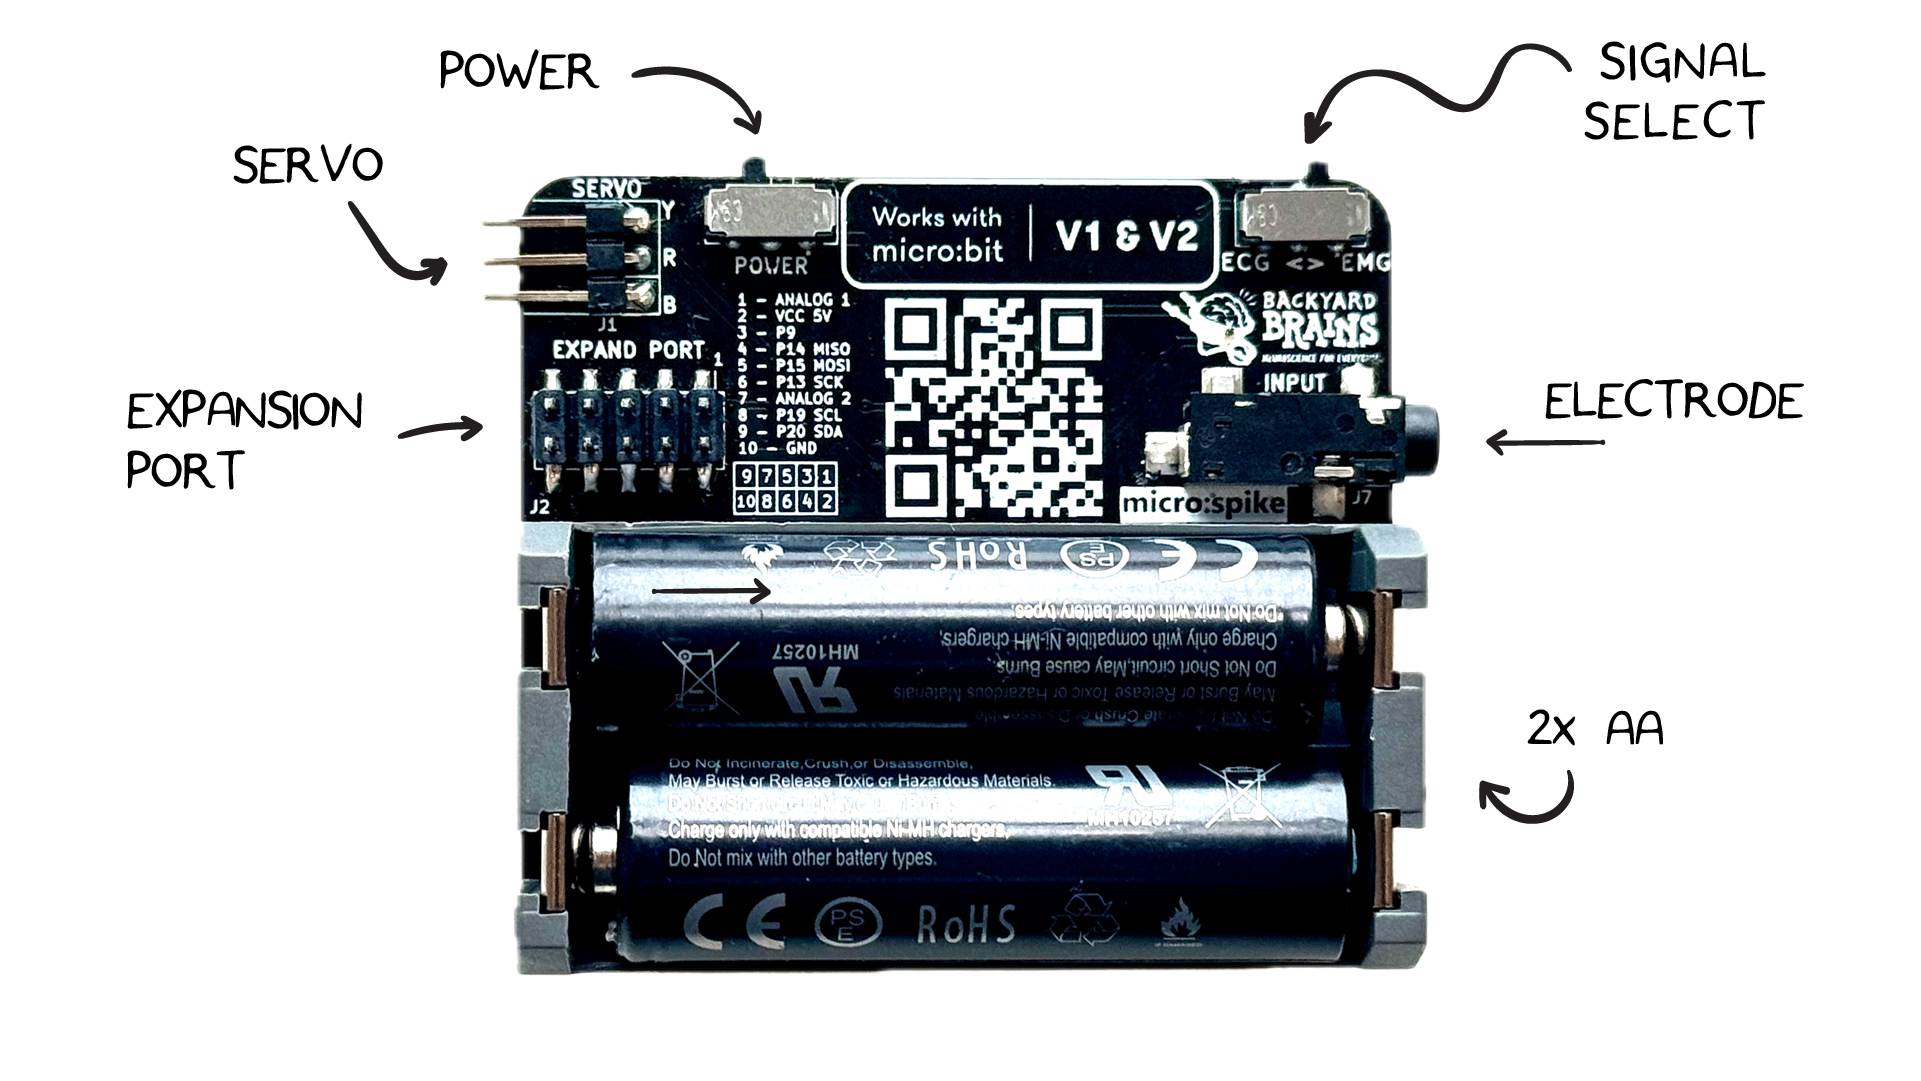 POWER
SIGNAL
SELECT
SERVO
EXPANSION
PORT
ELECTRODE
2x AA
SERVO
Y
R
B
J1
POWER
Works with
micro:bit
V1 & V2
ECG <> EMG
EXPAND PORT
1
J2
1 - ANALOG 1
2 - VCC 5V
3 - P9
4 - P14 MISO
5 - P15 MOSI
6 - P13 SCK
7 - ANALOG 2
8 - P19 SCL
9 - P20 SDA
10 - GND
9 7 5 3 1
10 8 6 4 2
BACKYARD
BRAINS
NEUROSCIENCE FOR EVERYONE
INPUT
micro:spike
J7
CE PSE RoHS
Do Not mix with other battery types.
Charge only with compatible Ni-MH chargers,
Do Not Short circuit,May cause Burns.
May Burst or Release Toxic or Hazardous Materials
MH10257
Do Not Incinerate,Crush,or Disassemble,
May Burst or Release Toxic or Hazardous Materials.
Charge only with compatible Ni-MH chargers,
Do Not mix with other battery types.
MH10257
CE PSE RoHS